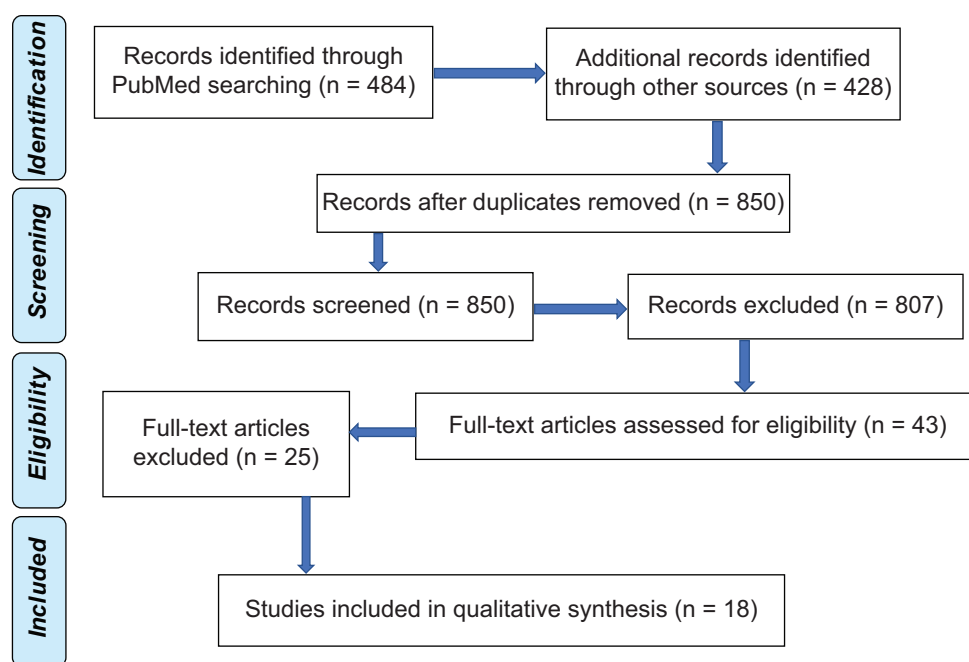 Identification
Records identified through
PubMed searching (n = 484)
Additional records identified
through other sources (n = 428)
Screening
Records after duplicates removed (n = 850)
Records screened (n = 850)
Records excluded (n = 807)
Eligibility
Full-text articles
excluded (n = 25)
Full-text articles assessed for eligibility (n = 43)
Included
Studies included in qualitative synthesis (n = 18)